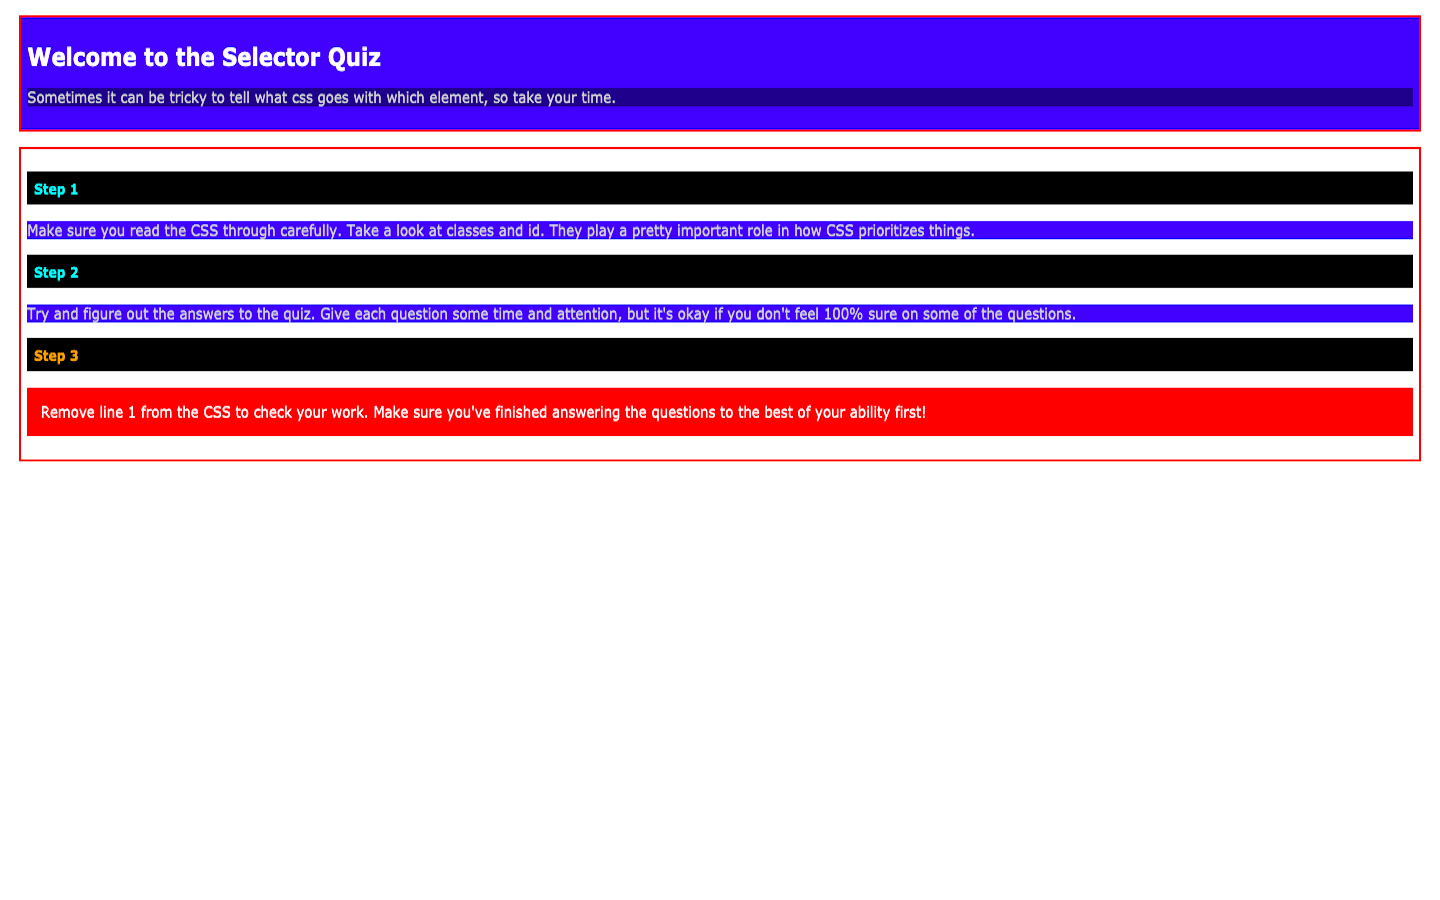 Welcome to the Selector Quiz
Sometimes it can be tricky to tell what css goes with which element, so take your time.
Step 1
Make sure you read the CSS through carefully. Take a look at classes and id. They play a pretty important role in how CSS prioritizes things.
Step 2
Try and figure out the answers to the quiz. Give each question some time and attention, but it's okay if you don't feel 100% sure on some of the questions.
Step 3
Remove line 1 from the CSS to check your work. Make sure you've finished answering the questions to the best of your ability first!